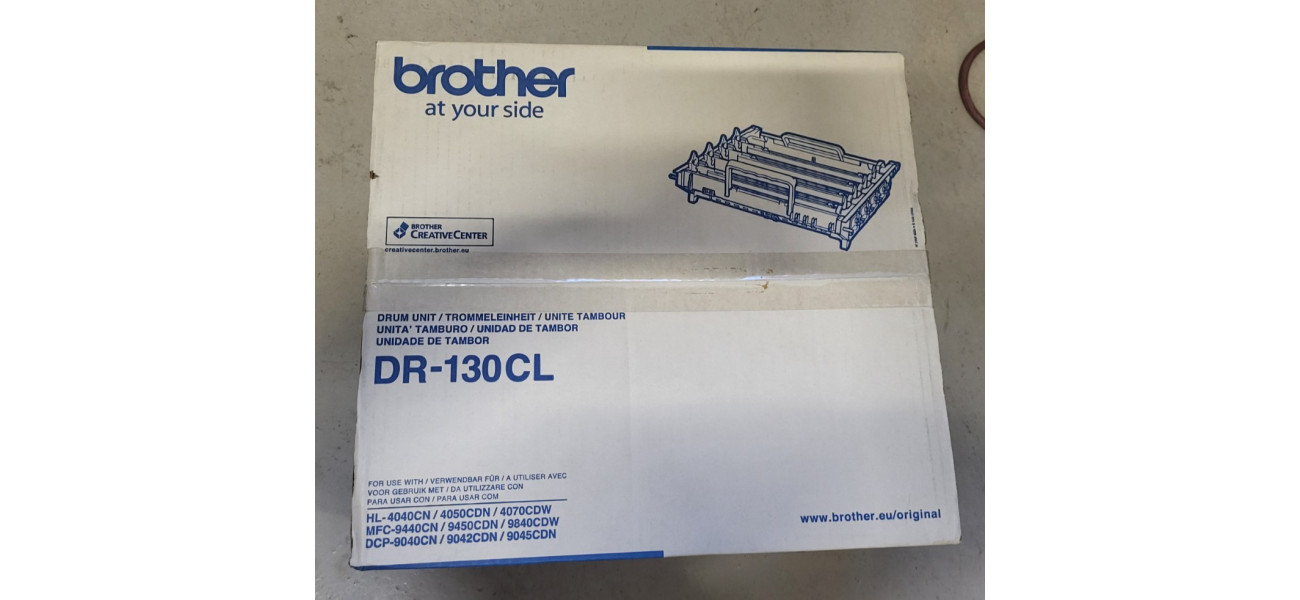 brother
at your side
BROTHER
CREATIVECENTER
creativecenter.brother.eu
DRUM UNIT / TROMMELEINHEIT / UNITE TAMBOUR
UNITA' TAMBURO / UNIDAD DE TAMBOR
UNIDADE DE TAMBOR
DR-130CL
FOR USE WITH / VERWENDBAR FÜR / A UTILISER AVEC
VOOR GEBRUIK MET / DA UTILIZZARE CON
PARA USAR CON / PARA USAR COM
HL-4040CN / 4050CDN / 4070CDW
MFC-9440CN / 9450CDN / 9840CDW
DCP-9040CN / 9042CDN / 9045CDN
www.brother.eu/original